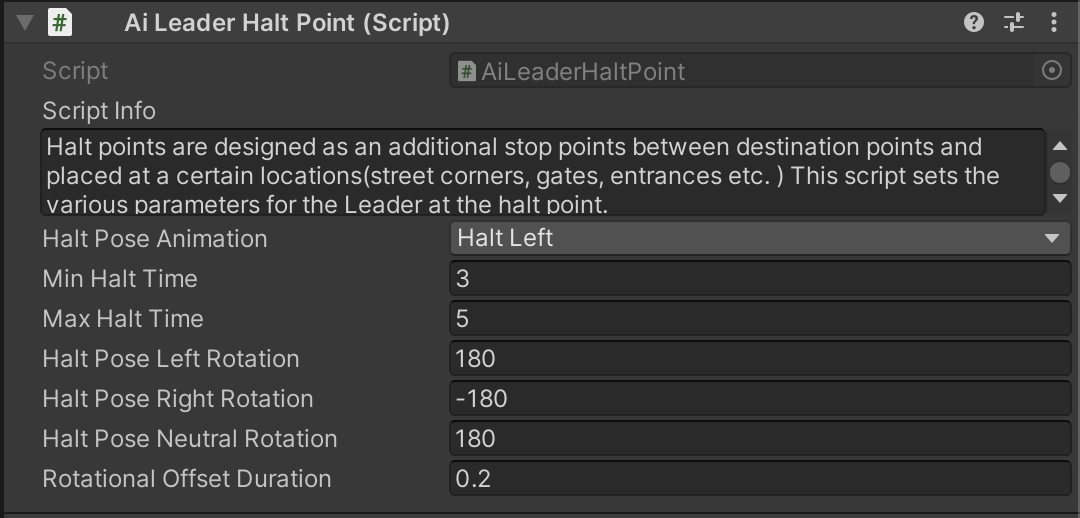 Ai Leader Halt Point (Script)
Script
AiLeaderHaltPoint
Script Info
Halt points are designed as an additional stop points between destination points and
placed at a certain locations(street corners, gates, entrances etc. ) This script sets the
various parameters for the Leader at the halt point.
Halt Pose Animation
Halt Left
Min Halt Time
3
Max Halt Time
5
Halt Pose Left Rotation
180
Halt Pose Right Rotation
-180
Halt Pose Neutral Rotation
180
Rotational Offset Duration
0.2